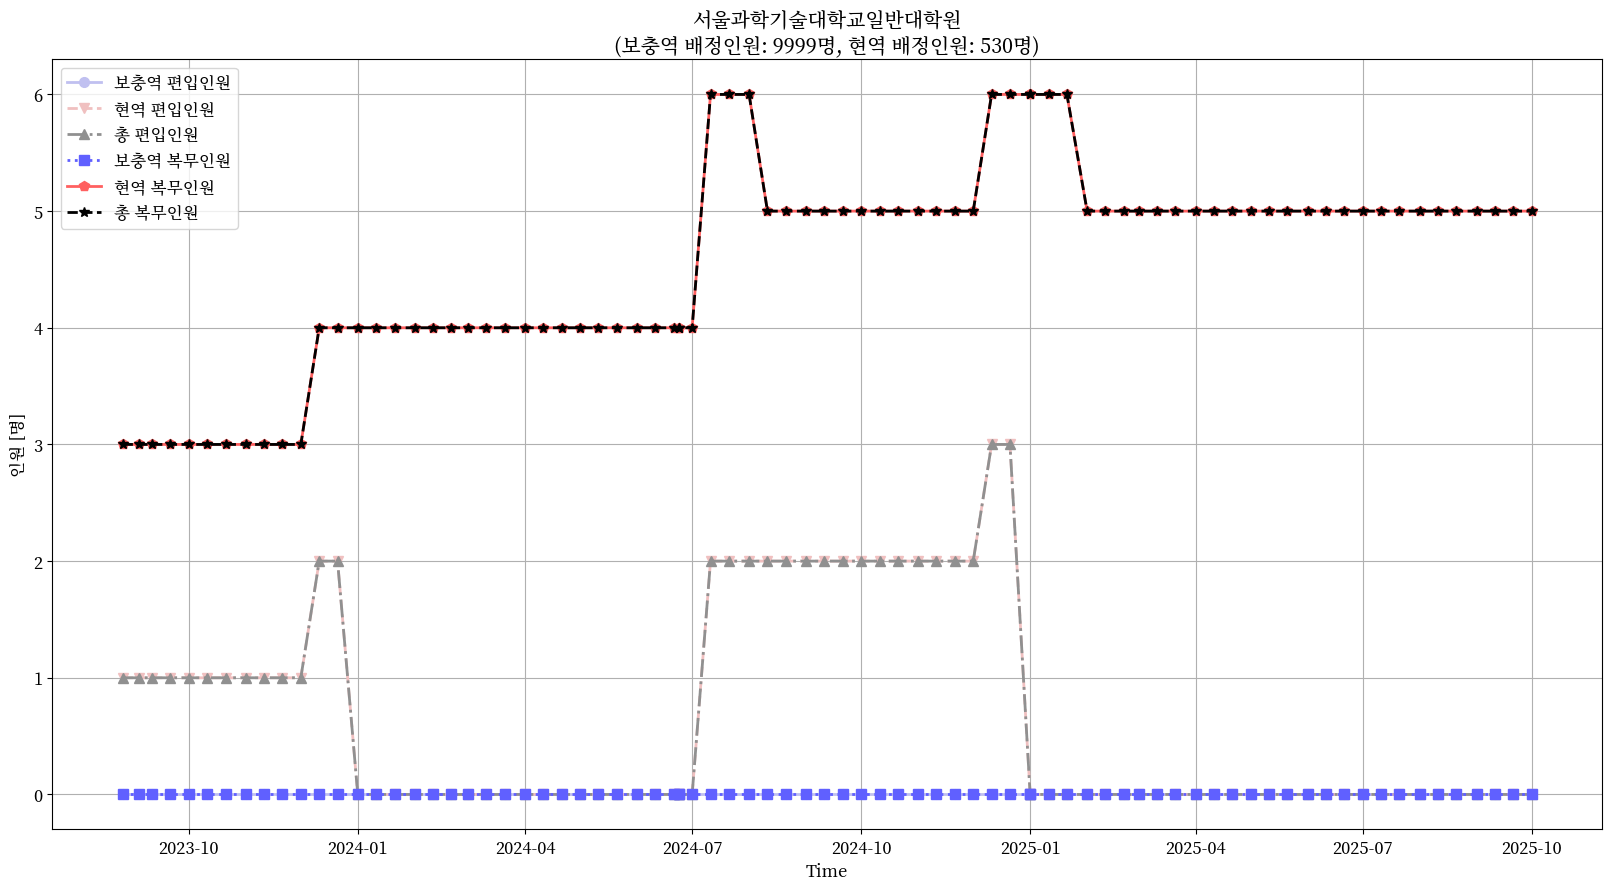 서울과학기술대학교일반대학원
(보충역 배정인원: 9999명, 현역 배정인원: 530명)
보충역 편입인원
현역 편입인원
총 편입인원
보충역 복무인원
현역 복무인원
총 복무인원
인원 [명]
6
5
4
3
2
1
0
2023-10
2024-01
2024-04
2024-07
2024-10
2025-01
2025-04
2025-07
2025-10
Time